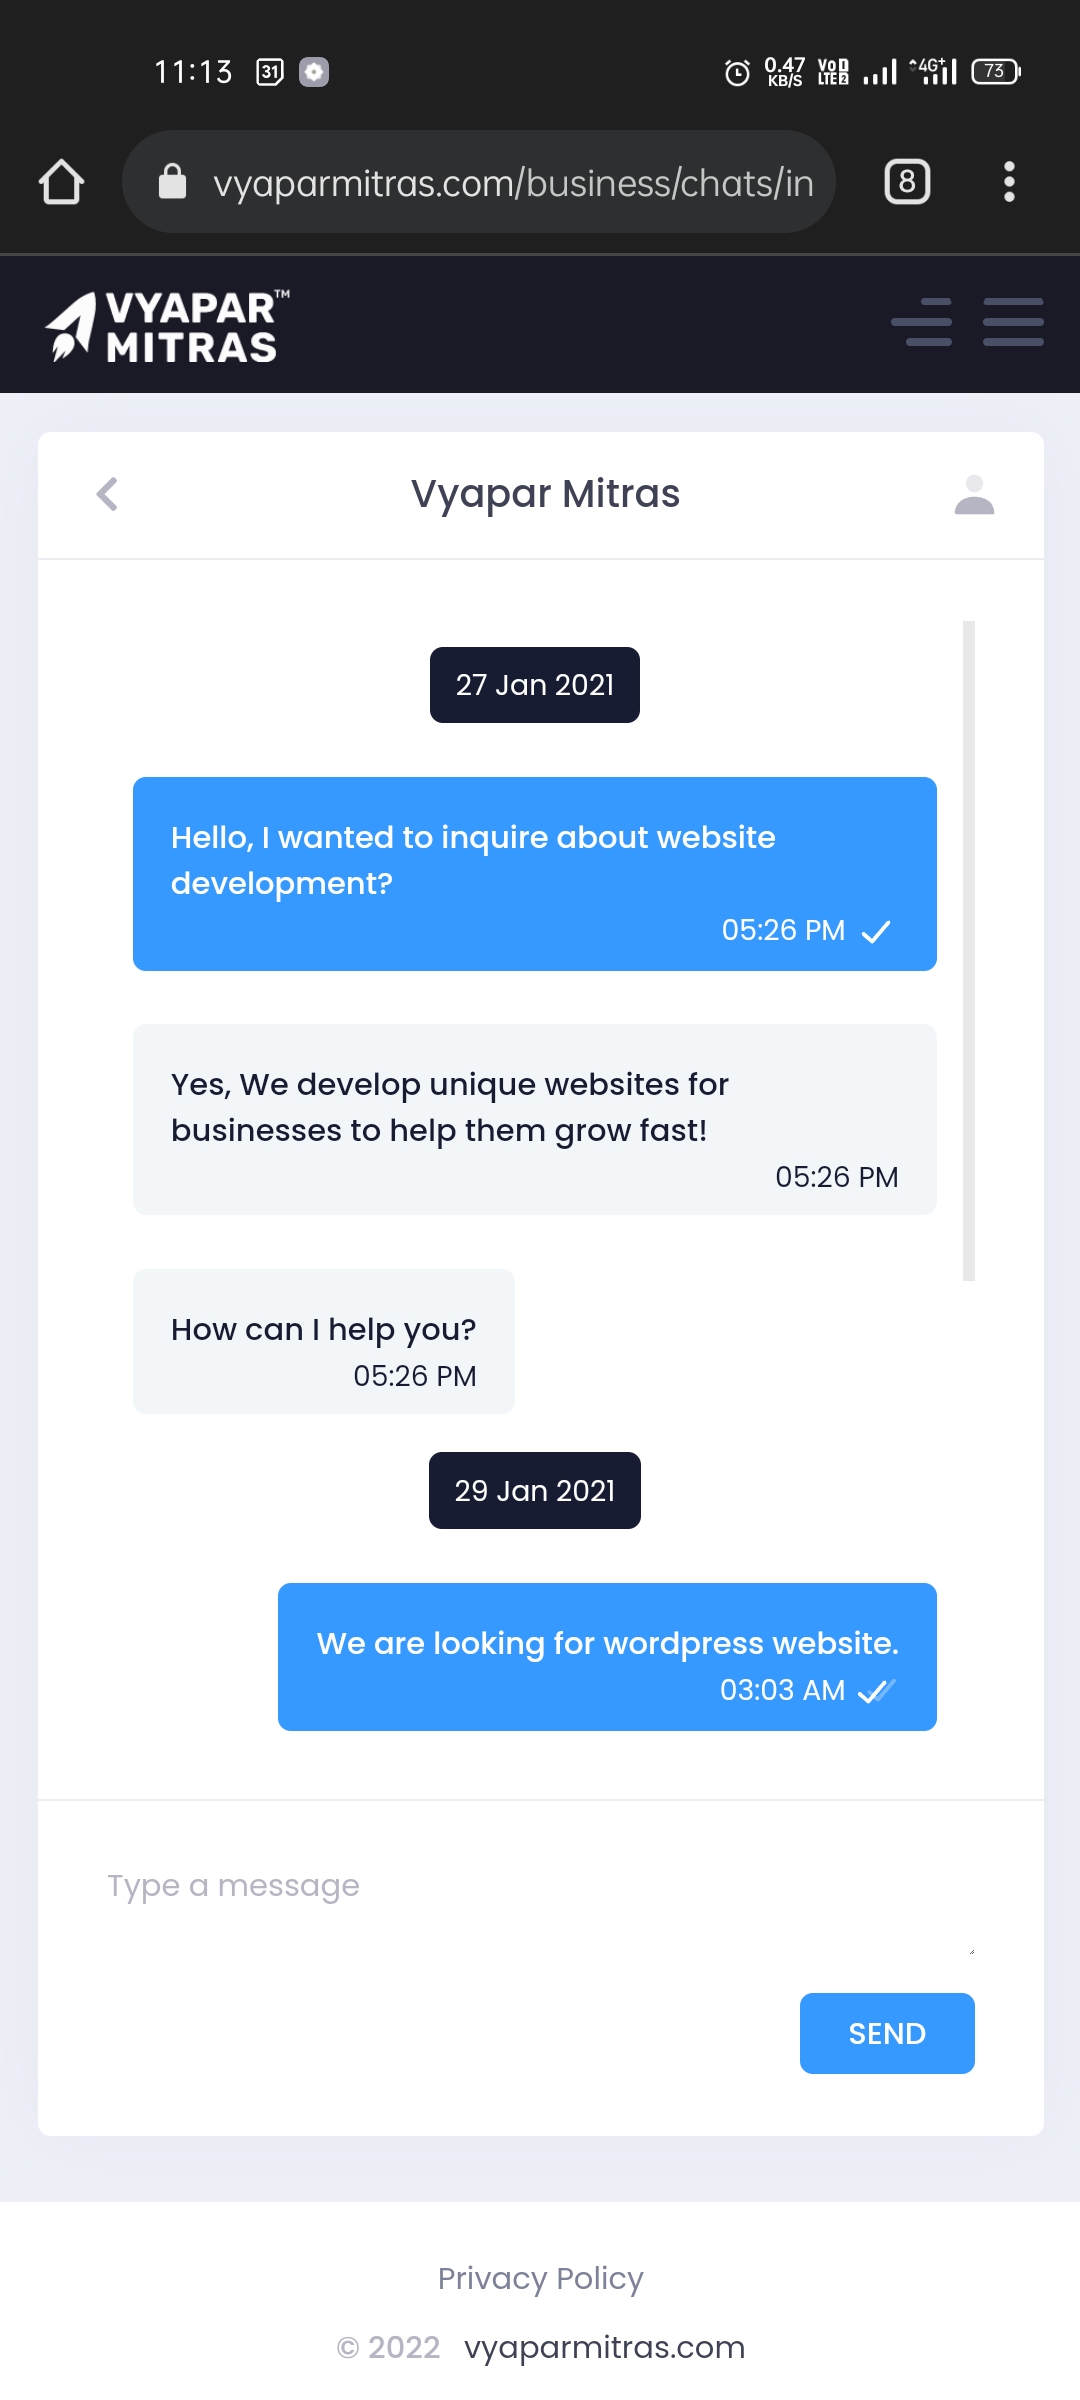 11:13 31 0.47 KB/S Vo 1 LTE 2 4G+ 73
vyaparmitras.com/business/chats/in 8
VYAPAR™
MITRAS
Vyapar Mitras
27 Jan 2021
Hello, I wanted to inquire about website
development?
05:26 PM
Yes, We develop unique websites for
businesses to help them grow fast!
05:26 PM
How can I help you?
05:26 PM
29 Jan 2021
We are looking for wordpress website.
03:03 AM
Type a message
SEND
Privacy Policy
© 2022 vyaparmitras.com